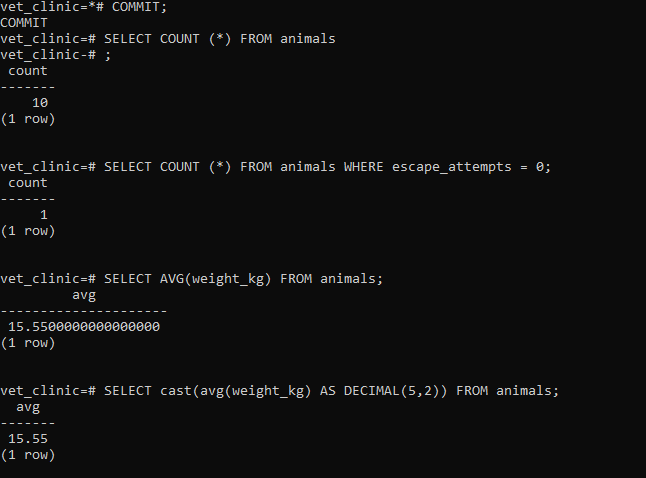 vet_clinic=*# COMMIT;
COMMIT
vet_clinic=# SELECT COUNT (*) FROM animals
vet_clinic-# ;
 count
-------
    10
(1 row)

vet_clinic=# SELECT COUNT (*) FROM animals WHERE escape_attempts = 0;
 count
-------
     1
(1 row)

vet_clinic=# SELECT AVG(weight_kg) FROM animals;
         avg
---------------------
 15.5500000000000000
(1 row)

vet_clinic=# SELECT cast(avg(weight_kg) AS DECIMAL(5,2)) FROM animals;
  avg
-------
 15.55
(1 row)